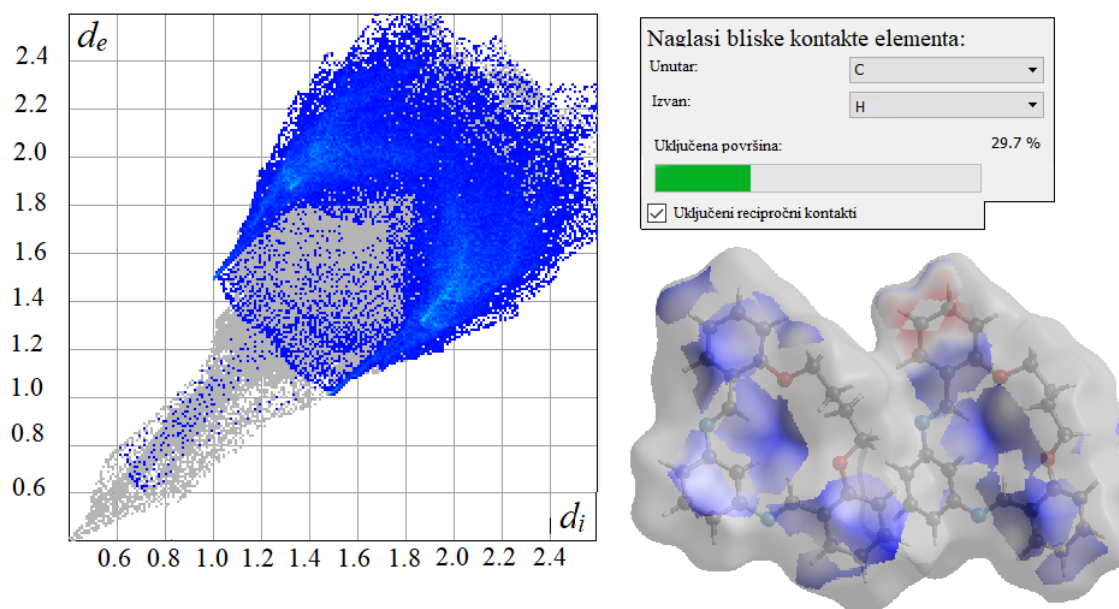 dₑ
2.4
2.2
2.0
1.8
1.6
1.4
1.2
1.0
0.8
0.6
dᵢ
0.6 0.8 1.0 1.2 1.4 1.6 1.8 2.0 2.2 2.4
Naglasi bliske kontakte elementa:
Unutar: C
Izvan: H
Uključena površina: 29.7 %
Uključeni recipročni kontakti